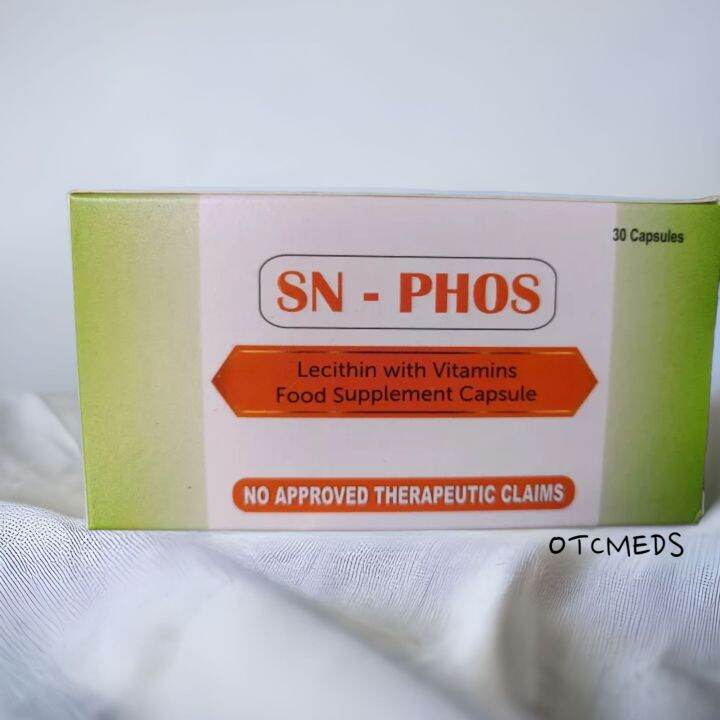 30 Capsules
SN - PHOS
Lecithin with Vitamins
Food Supplement Capsule
NO APPROVED THERAPEUTIC CLAIMS
OTCMEDS